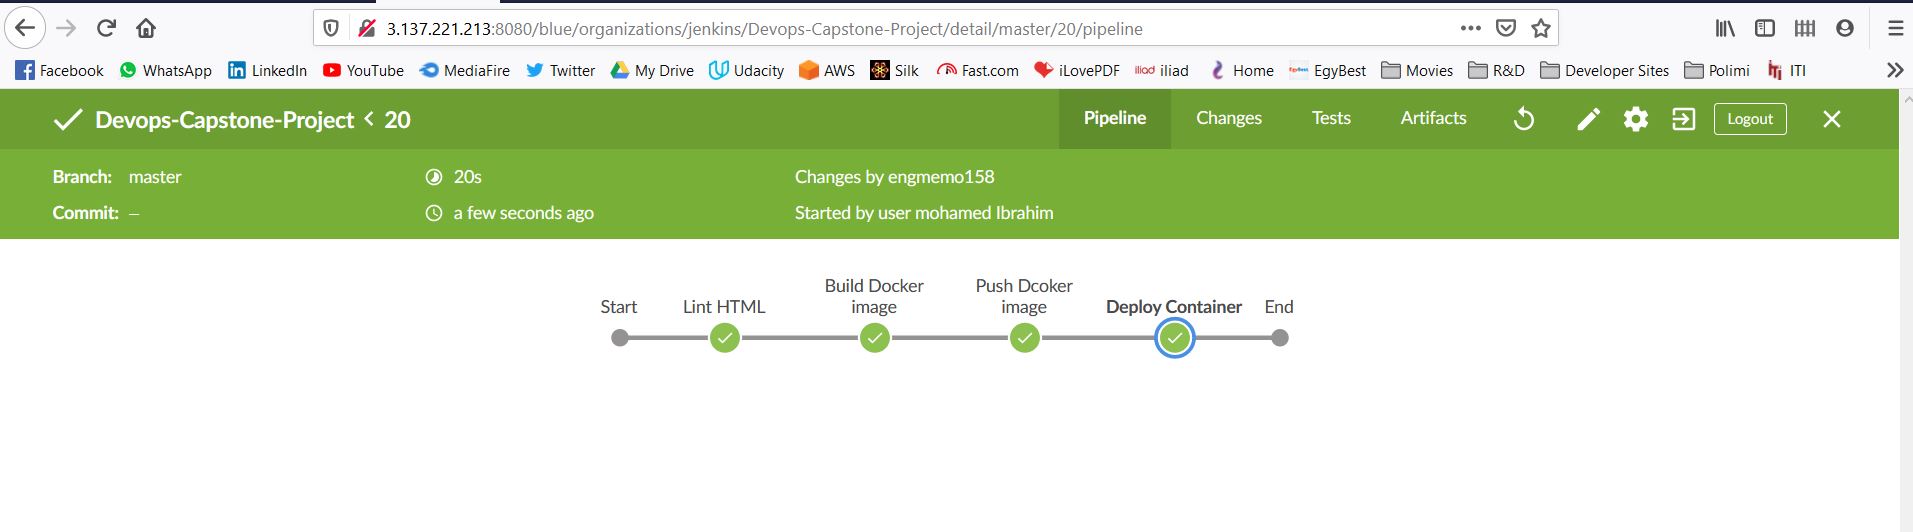 3.137.221.213:8080/blue/organizations/jenkins/Devops-Capstone-Project/detail/master/20/pipeline
Facebook WhatsApp LinkedIn YouTube MediaFire Twitter My Drive Udacity AWS Silk Fast.com iLovePDF iliad iliad Home EgyBest EgyBest Movies R&D Developer Sites Polimi ITI
Devops-Capstone-Project < 20 Pipeline Changes Tests Artifacts Logout
Branch: master 20s Changes by engmemo158
Commit: – a few seconds ago Started by user mohamed Ibrahim
Start Lint HTML Build Docker image Push Dcoker image Deploy Container End